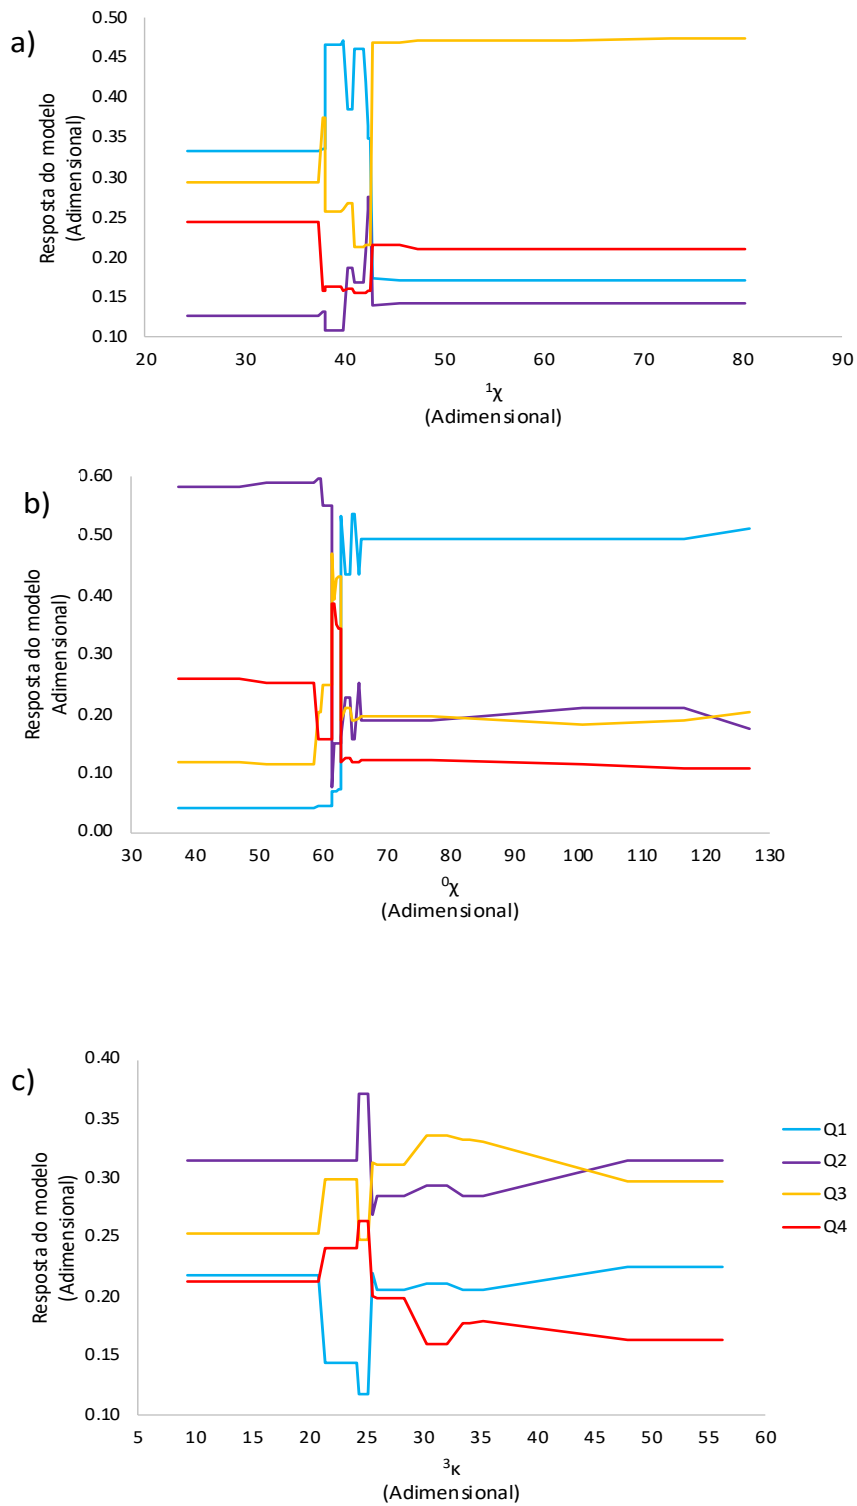 a)
Resposta do modelo
(Adimensional)
0.50
0.45
0.40
0.35
0.30
0.25
0.20
0.15
0.10
20 30 40 50 60 70 80 90
¹χ
(Adimensional)
b)
Resposta do modelo
Adimensional)
0.60
0.50
0.40
0.30
0.20
0.10
0.00
30 40 50 60 70 80 90 100 110 120 130
⁰χ
(Adimensional)
c)
Resposta do modelo
(Adimensional)
0.40
0.35
0.30
0.25
0.20
0.15
0.10
5 10 15 20 25 30 35 40 45 50 55 60
³κ
(Adimensional)
Q1
Q2
Q3
Q4